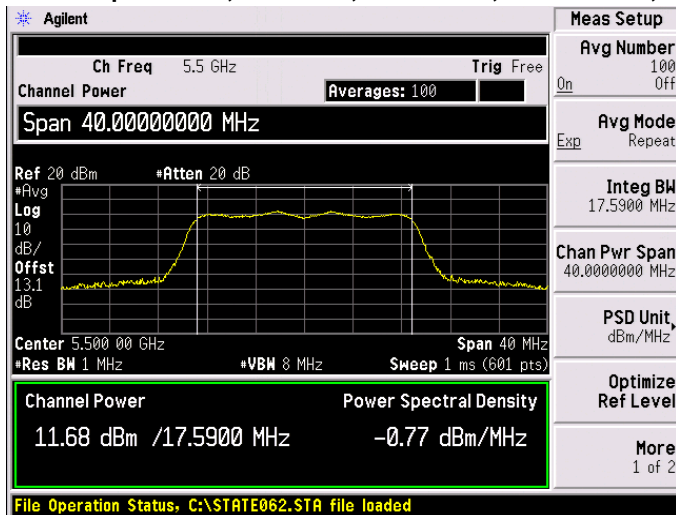 Agilent
Meas Setup
Ch Freq 5.5 GHz Trig Free
Channel Power Averages: 100
Span 40.00000000 MHz
Ref 20 dBm #Atten 20 dB
#Avg
Log
10
dB/
Offst
13.1
dB
Center 5.500 00 GHz Span 40 MHz
#Res BW 1 MHz #VBW 8 MHz Sweep 1 ms (601 pts)
Channel Power Power Spectral Density
11.68 dBm /17.5900 MHz -0.77 dBm/MHz
File Operation Status, C:\STATE062.STA file loaded
Avg Number
100
On Off
Avg Mode
Exp Repeat
Integ BW
17.5900 MHz
Chan Pwr Span
40.0000000 MHz
PSD Unit
dBm/MHz
Optimize
Ref Level
More
1 of 2